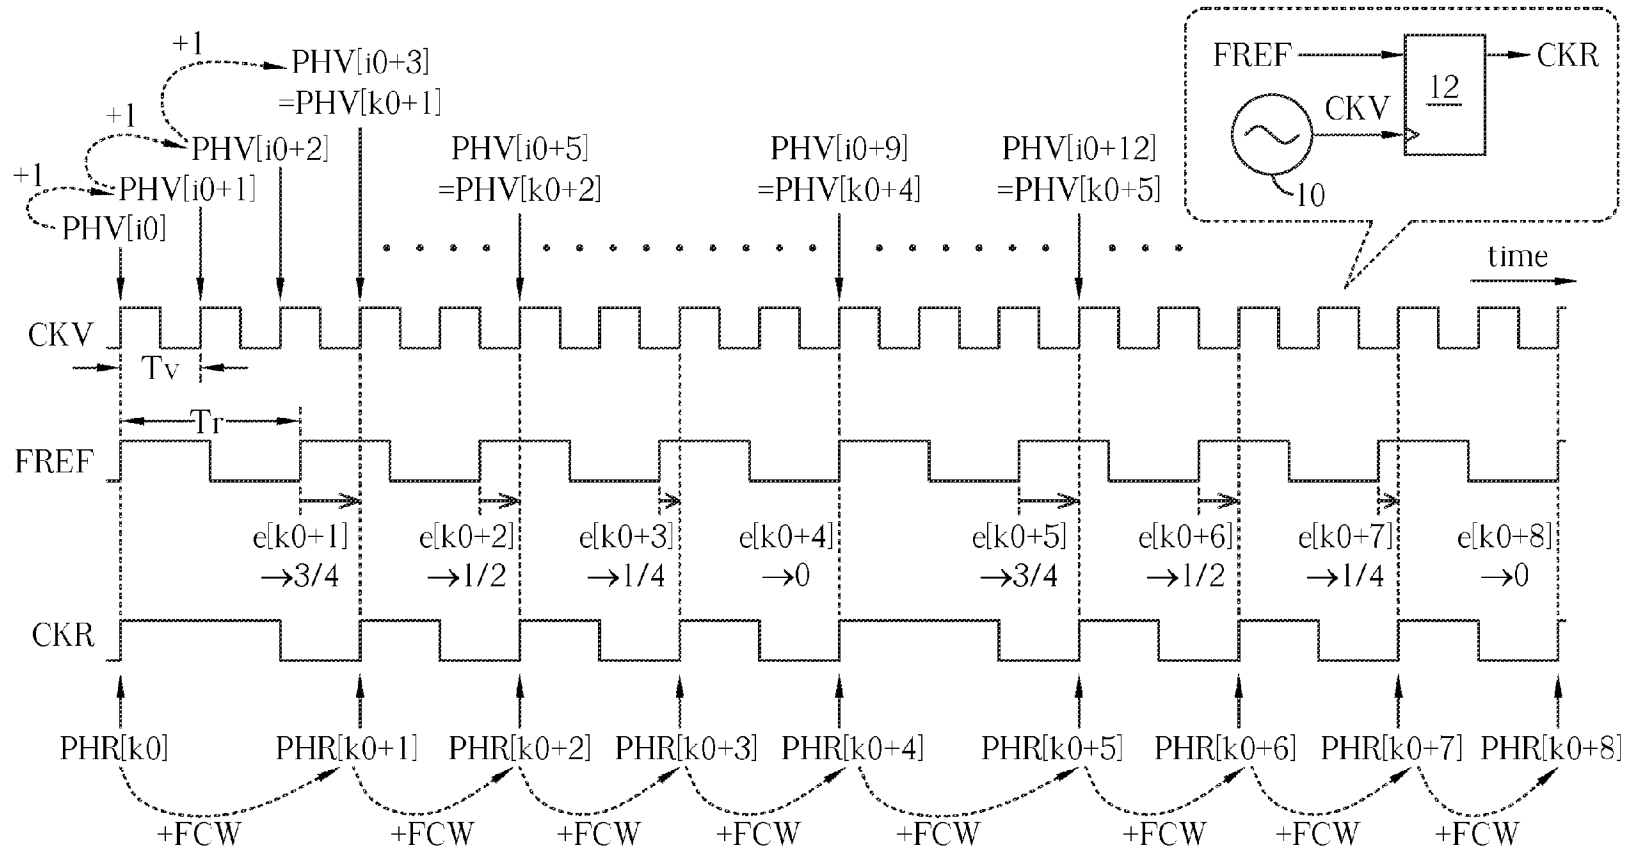 +1
PHV[i0+3]
=PHV[k0+1]
+1
PHV[i0+2]
+1
PHV[i0+1]
PHV[i0]
PHV[i0+5]
=PHV[k0+2]
PHV[i0+9]
=PHV[k0+4]
PHV[i0+12]
=PHV[k0+5]
FREF
12
CKR
CKV
10
time
CKV
Tv
Tr
FREF
e[k0+1]
→3/4
e[k0+2]
→1/2
e[k0+3]
→1/4
e[k0+4]
→0
e[k0+5]
→3/4
e[k0+6]
→1/2
e[k0+7]
→1/4
e[k0+8]
→0
CKR
PHR[k0]
PHR[k0+1]
PHR[k0+2]
PHR[k0+3]
PHR[k0+4]
PHR[k0+5]
PHR[k0+6]
PHR[k0+7]
PHR[k0+8]
+FCW
+FCW
+FCW
+FCW
+FCW
+FCW
+FCW
+FCW